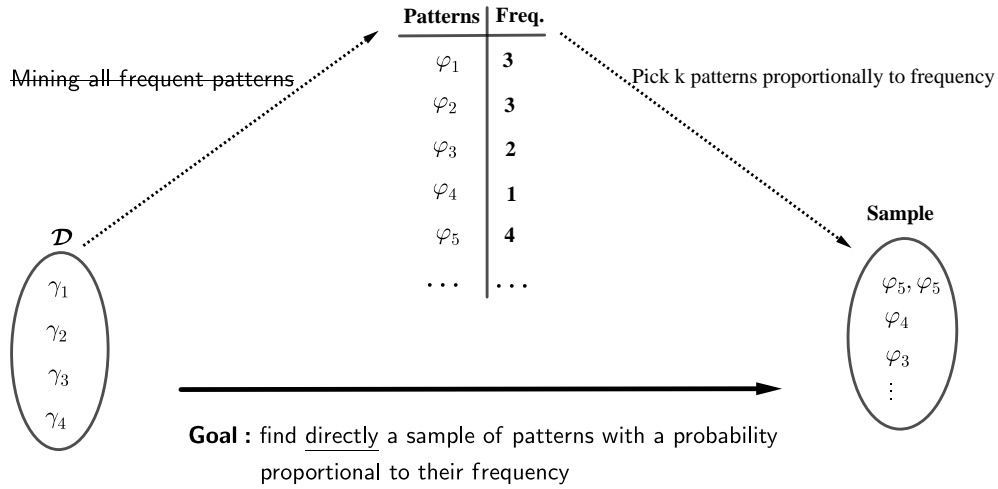 Patterns Freq.
φ₁ 3
Mining all frequent patterns
Pick k patterns proportionally to frequency
φ₂ 3
φ₃ 2
φ₄ 1
φ₅ 4
... ...
𝒟
γ₁
γ₂
γ₃
γ₄
Sample
φ₅, φ₅
φ₄
φ₃
⋮
Goal : find directly a sample of patterns with a probability
proportional to their frequency